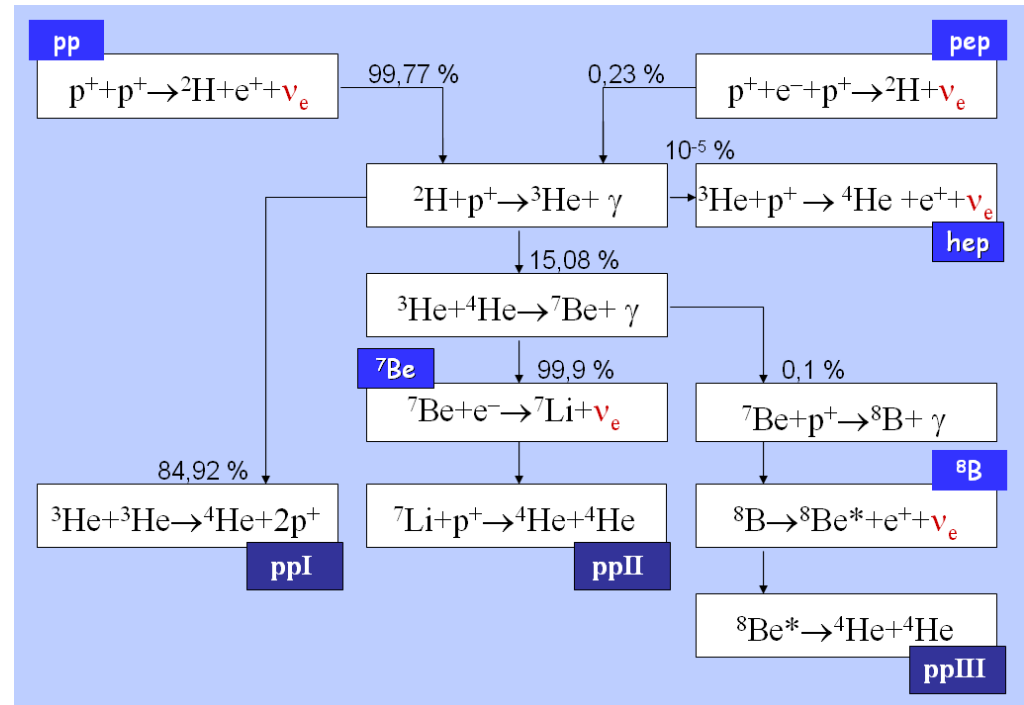 pp
pep
99,77 %
0,23 %
p⁺+p⁺→²H+e⁺+νₑ
p⁺+e⁻+p⁺→²H+νₑ
10⁻⁵ %
²H+p⁺→³He+ γ
³He+p⁺ → ⁴He +e⁺+νₑ
hep
15,08 %
³He+⁴He→⁷Be+ γ
⁷Be
99,9 %
0,1 %
⁷Be+e⁻→⁷Li+νₑ
⁷Be+p⁺→⁸B+ γ
84,92 %
⁸B
³He+³He→⁴He+2p⁺
⁷Li+p⁺→⁴He+⁴He
⁸B→⁸Be*+e⁺+νₑ
ppI
ppII
⁸Be*→⁴He+⁴He
ppIII